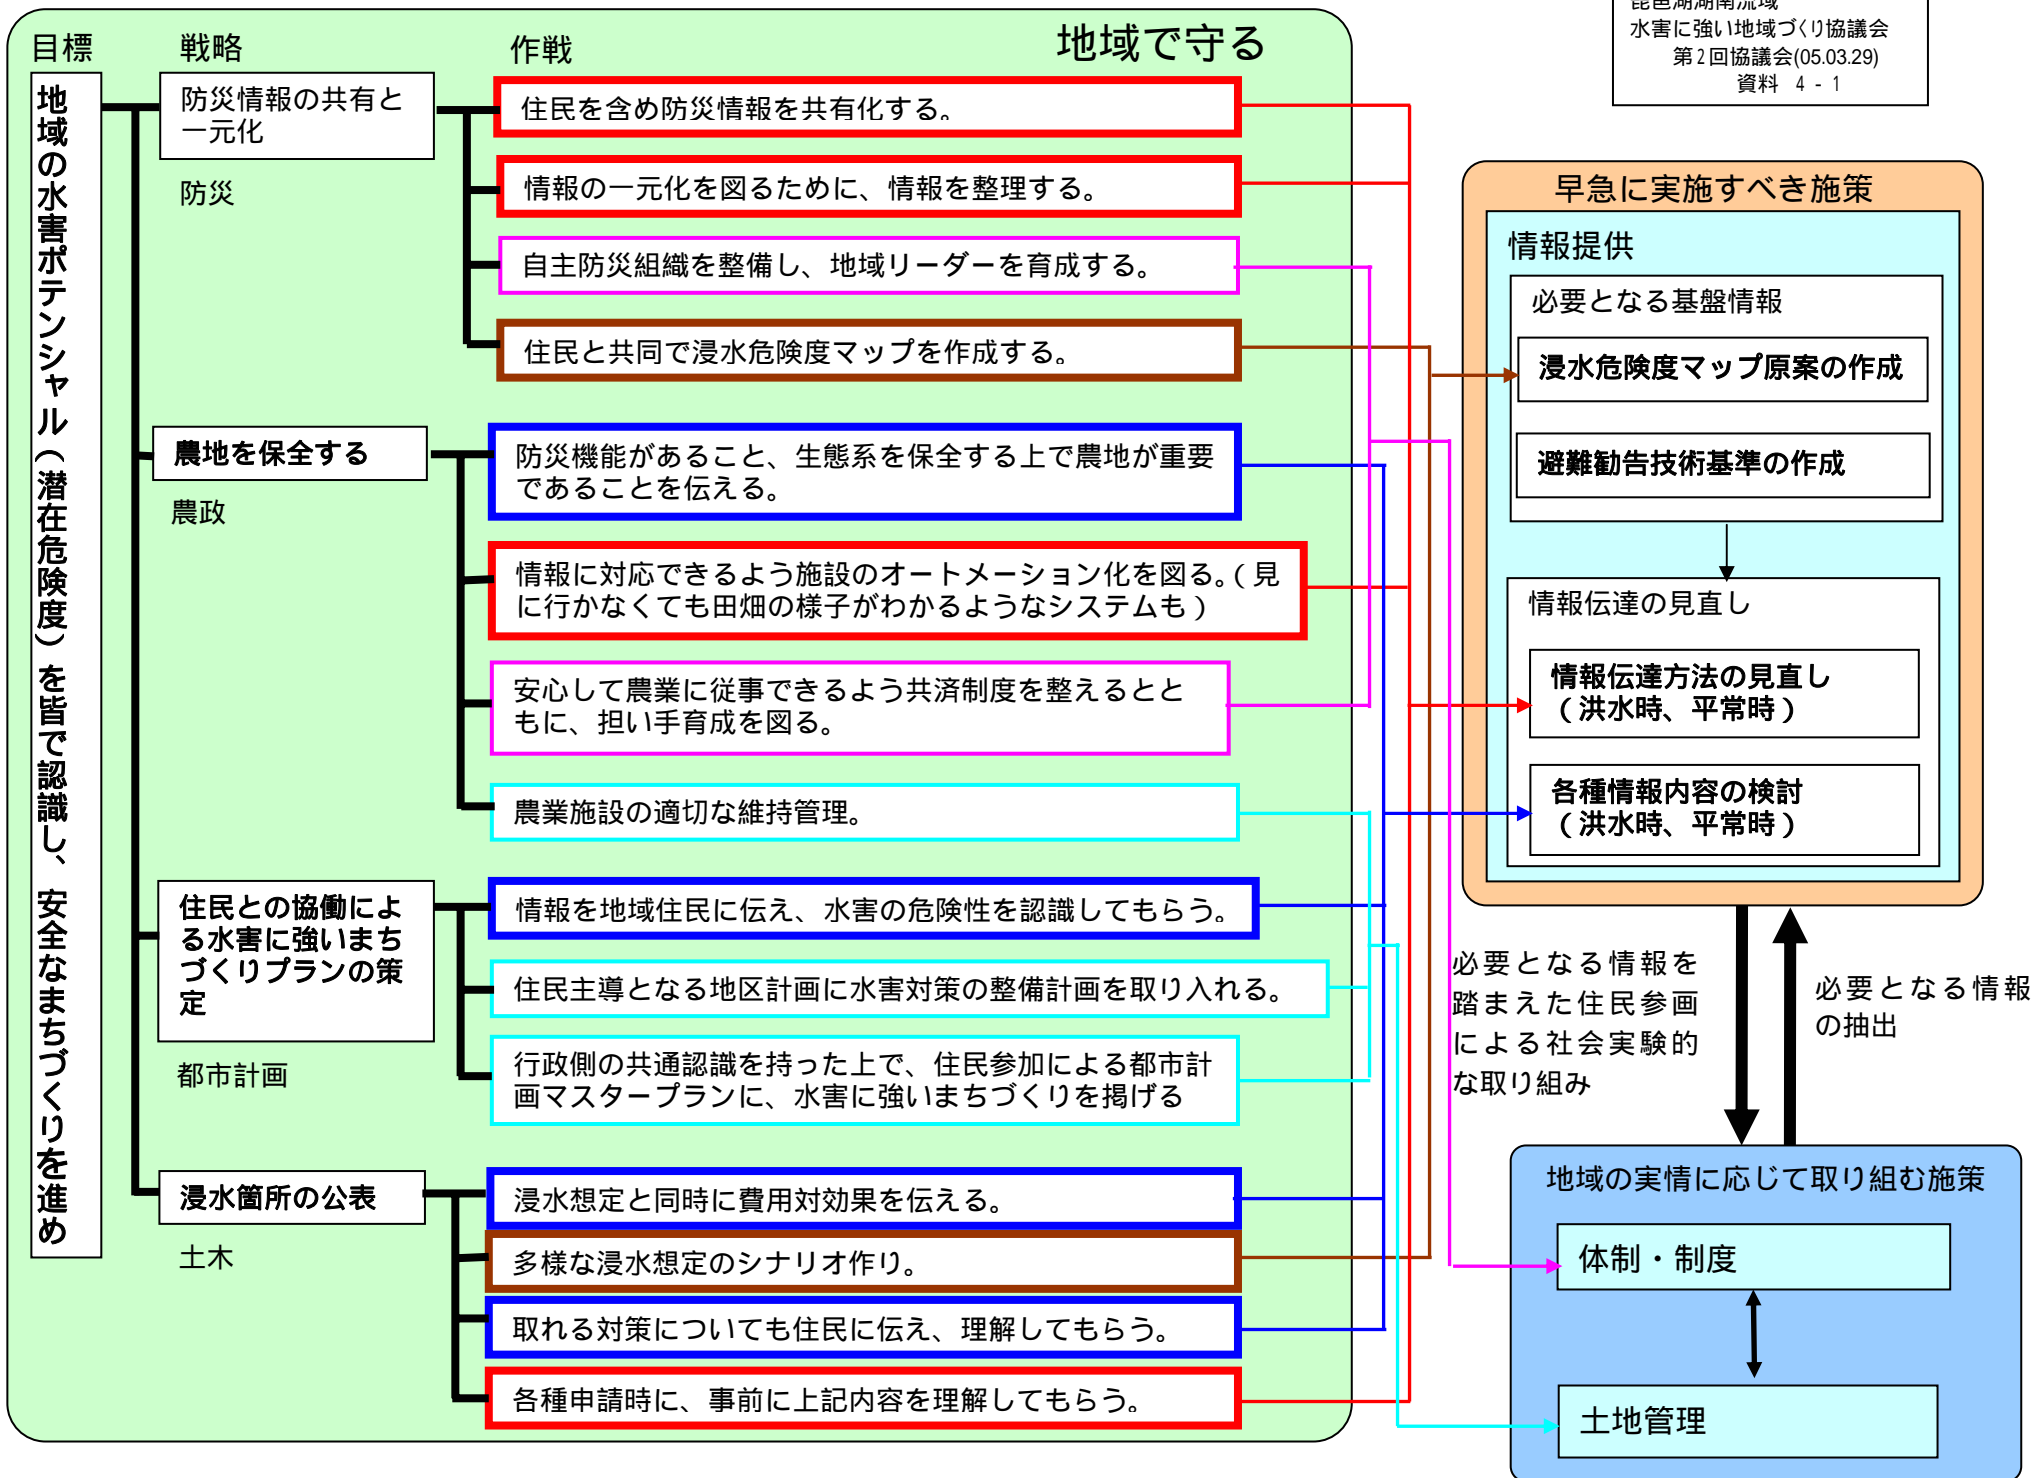 琵琶湖湖南流域
水害に強い地域づくり協議会
第2回協議会(05.03.29)
資料 4 - 1
地域で守る
目標
戦略
作戦
地域の水害ポテンシャル(潜在危険度)を皆で認識し、安全なまちづくりを進め
防災情報の共有と
一元化
防災
住民を含め防災情報を共有化する。
情報の一元化を図るために、情報を整理する。
自主防災組織を整備し、地域リーダーを育成する。
住民と共同で浸水危険度マップを作成する。
農地を保全する
農政
防災機能があること、生態系を保全する上で農地が重要
であることを伝える。
情報に対応できるよう施設のオートメーション化を図る。(見
に行かなくても田畑の様子がわかるようなシステムも)
安心して農業に従事できるよう共済制度を整えるとと
もに、担い手育成を図る。
農業施設の適切な維持管理。
住民との協働によ
る水害に強いまち
づくりプランの策
定
都市計画
情報を地域住民に伝え、水害の危険性を認識してもらう。
住民主導となる地区計画に水害対策の整備計画を取り入れる。
行政側の共通認識を持った上で、住民参加による都市計
画マスタープランに、水害に強いまちづくりを掲げる
浸水箇所の公表
土木
浸水想定と同時に費用対効果を伝える。
多様な浸水想定のシナリオ作り。
取れる対策についても住民に伝え、理解してもらう。
各種申請時に、事前に上記内容を理解してもらう。
早急に実施すべき施策
情報提供
必要となる基盤情報
浸水危険度マップ原案の作成
避難勧告技術基準の作成
情報伝達の見直し
情報伝達方法の見直し
(洪水時、平常時)
各種情報内容の検討
(洪水時、平常時)
必要となる情報を
踏まえた住民参画
による社会実験的
な取り組み
必要となる情報
の抽出
地域の実情に応じて取り組む施策
体制・制度
土地管理